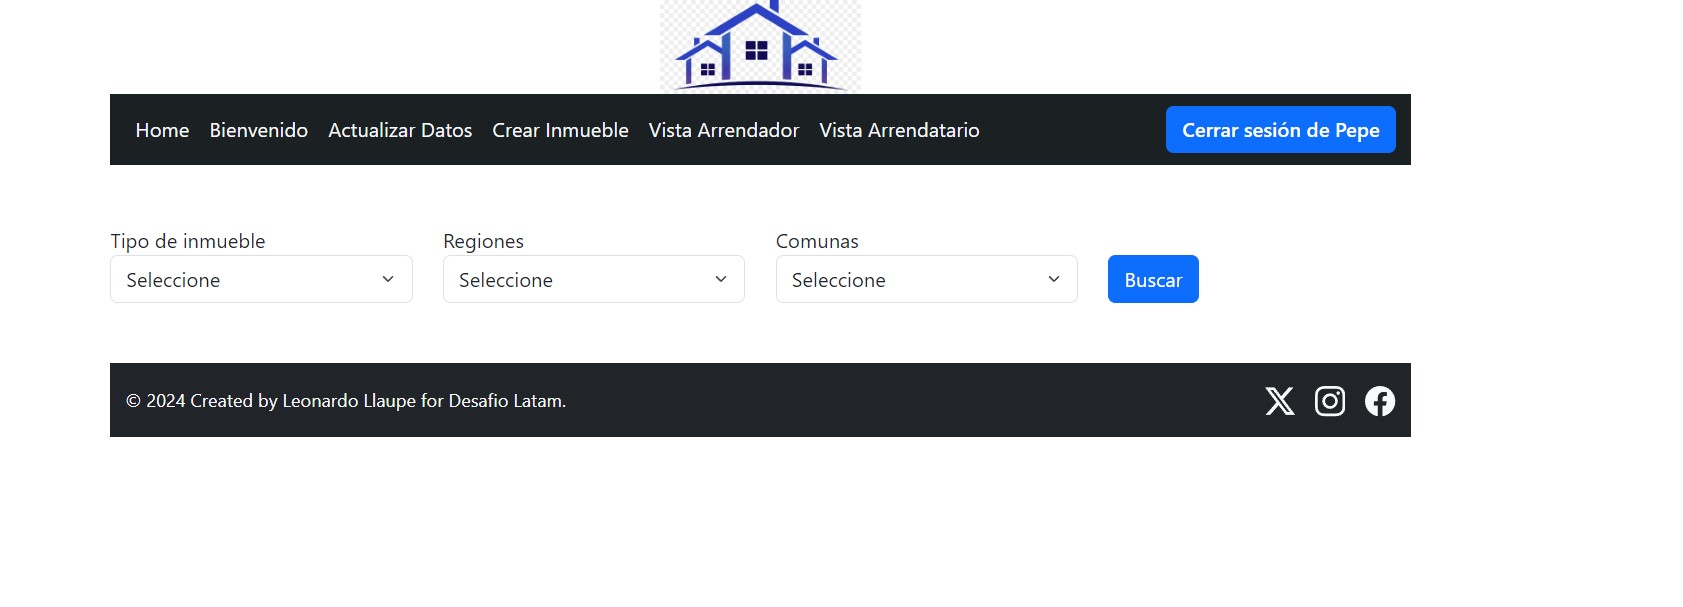 Home Bienvenido Actualizar Datos Crear Inmueble Vista Arrendador Vista Arrendatario Cerrar sesión de Pepe
Tipo de inmueble Regiones Comunas
Seleccione Seleccione Seleccione Buscar
© 2024 Created by Leonardo Llaupe for Desafio Latam.